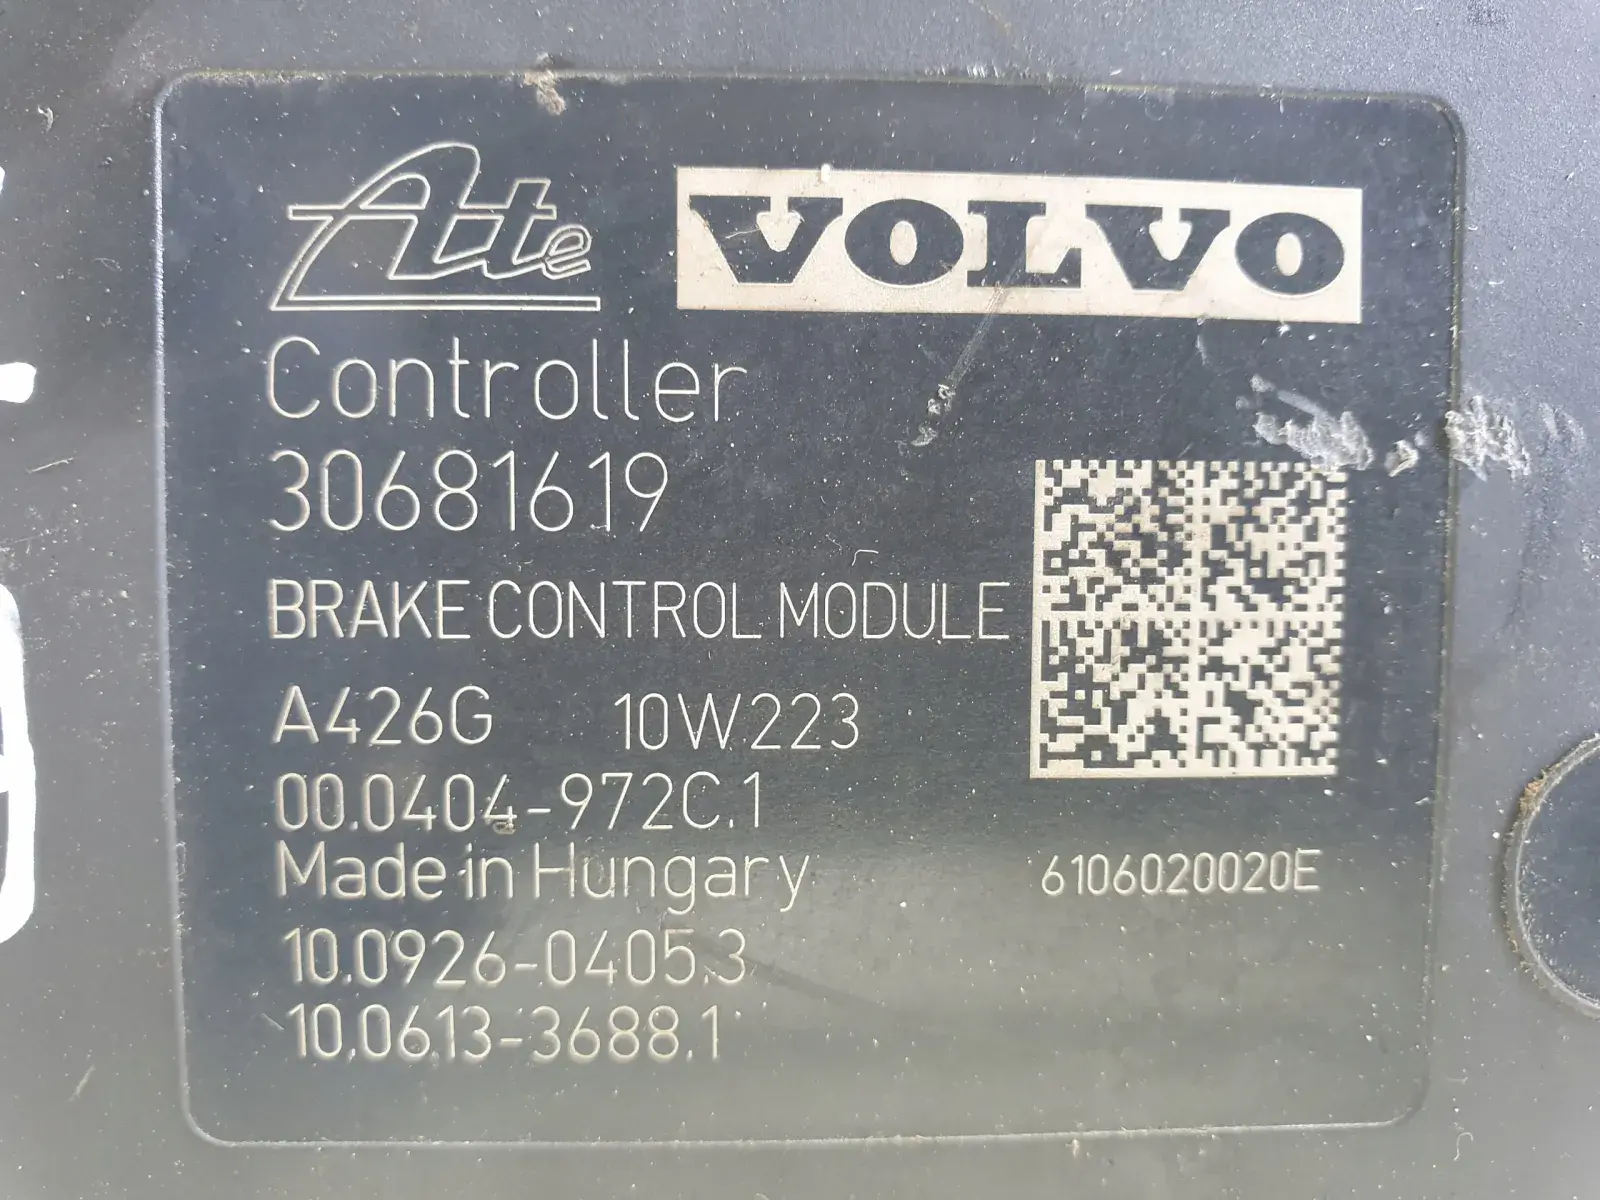 Ate VOLVO
Controller
30681619
BRAKE CONTROL MODULE
A426G 10W223
00.0404-972C.1
Made in Hungary
6106020020E
10.0926-0405.3
10.0613-3688.1